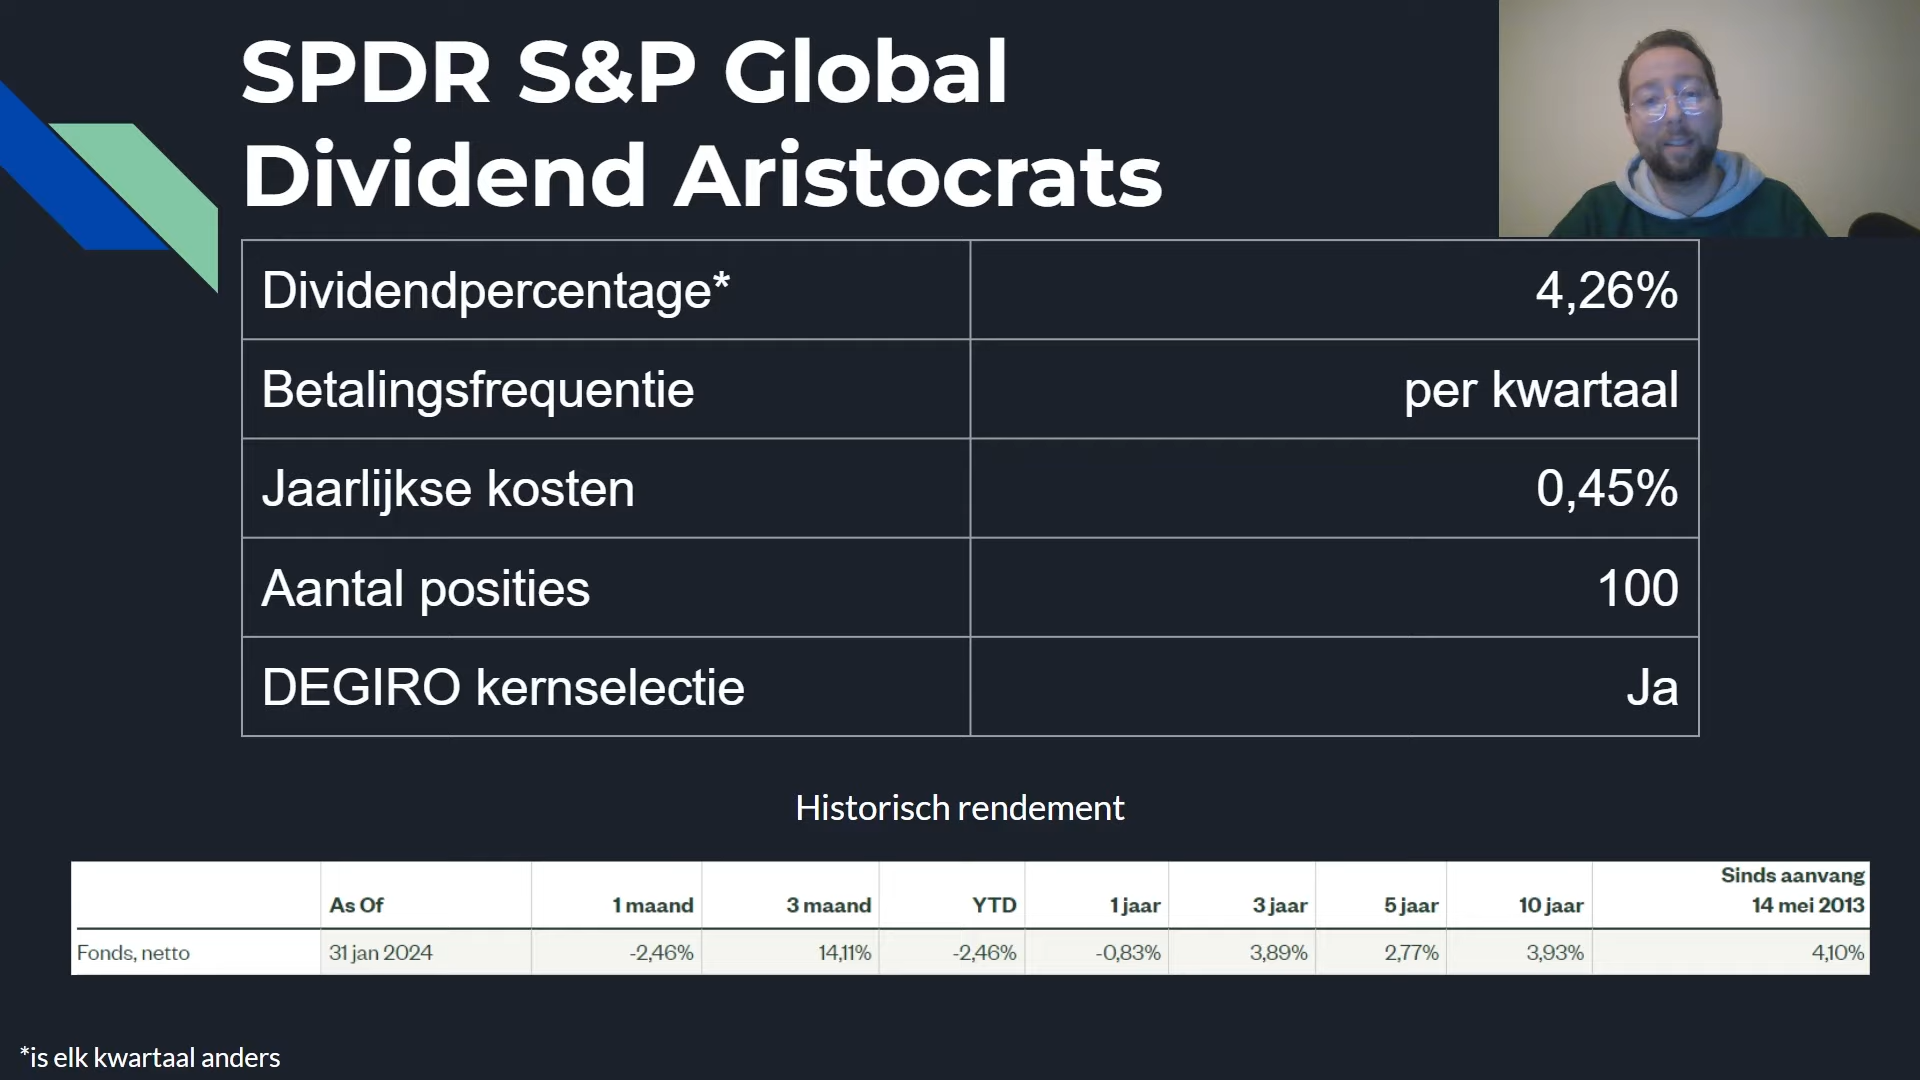 SPDR S&P Global
Dividend Aristocrats
Dividendpercentage* 4,26%
Betalingsfrequentie per kwartaal
Jaarlijkse kosten 0,45%
Aantal posities 100
DEGIRO kernselectie Ja
Historisch rendement
Sinds aanvang
As Of 1 maand 3 maand YTD 1 jaar 3 jaar 5 jaar 10 jaar 14 mei 2013
Fonds, netto 31 jan 2024 -2,46% 14,11% -2,46% -0,83% 3,89% 2,77% 3,93% 4,10%
*is elk kwartaal anders